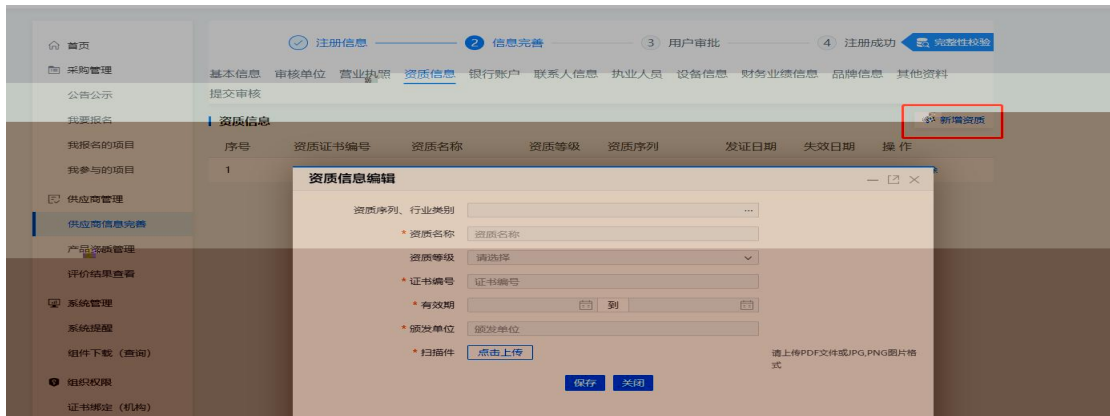 首页
采购管理
公告公示
我要报名
我报名的项目
我参与的项目
供应商管理
供应商信息完善
产品资质管理
评价结果查看
系统管理
系统提醒
组件下载（查询）
组织权限
证书绑定（机构）
注册信息 2 信息完善 3 用户审批 4 注册成功 完整性校验
基本信息 审核单位 营业执照 资质信息 银行账户 联系人信息 执业人员 设备信息 财务业绩信息 品牌信息 其他资料
提交审核
资质信息 新增资质
序号 资质证书编号 资质名称 资质等级 资质序列 发证日期 失效日期 操作
1
资质信息编辑
资质序列、行业类别 ...
* 资质名称 资质名称
资质等级 请选择
* 证书编号 证书编号
* 有效期 到
* 颁发单位 颁发单位
* 扫描件 点击上传 请上传PDF文件或JPG,PNG图片格
式
保存 关闭